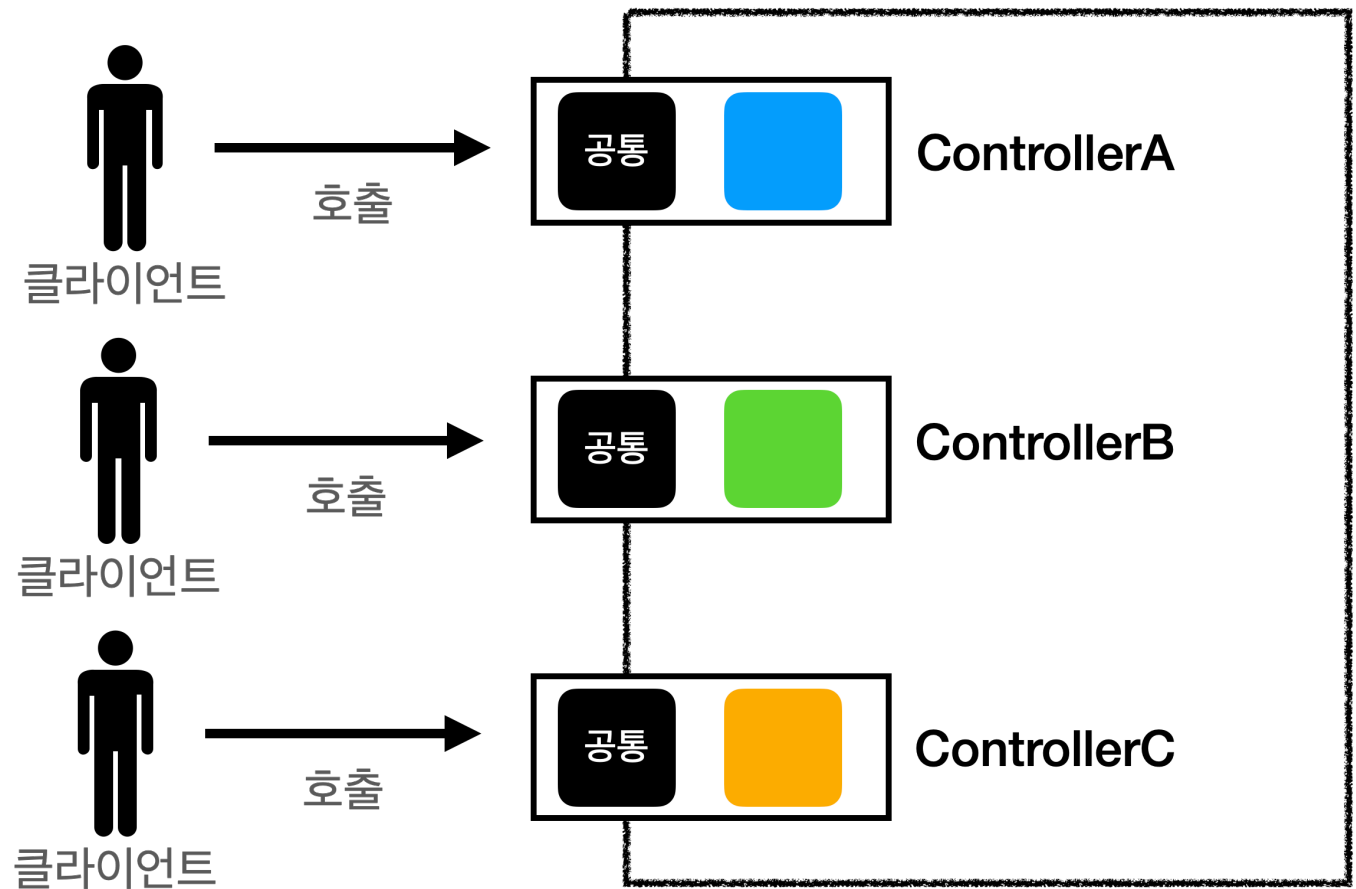 공통
ControllerA
호출
클라이언트
공통
ControllerB
호출
클라이언트
공통
ControllerC
호출
클라이언트